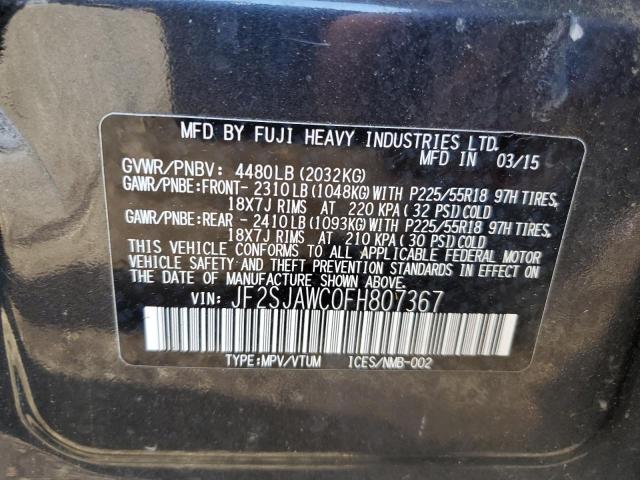 MFD BY FUJI HEAVY INDUSTRIES LTD.
MFD IN 03/15
GVWR/PNBV: 4480LB (2032KG)
GAWR/PNBE:FRONT- 2310LB (1048KG) WITH P225/55R18 97H TIRES,
18X7J RIMS AT 220 KPA (32 PSI) COLD
GAWR/PNBE:REAR - 2410LB (1093KG) WITH P225/55R18 97H TIRES,
18X7J RIMS AT 210 KPA (30 PSI) COLD
THIS VEHICLE CONFORMS TO ALL APPLICABLE FEDERAL MOTOR
VEHICLE SAFETY AND THEFT PREVENTION STANDARDS IN EFFECT ON
THE DATE OF MANUFACTURE SHOWN ABOVE.
VIN: JF2SJAWC0FH807367
TYPE:MPV/VTUM ICES/NMB-002